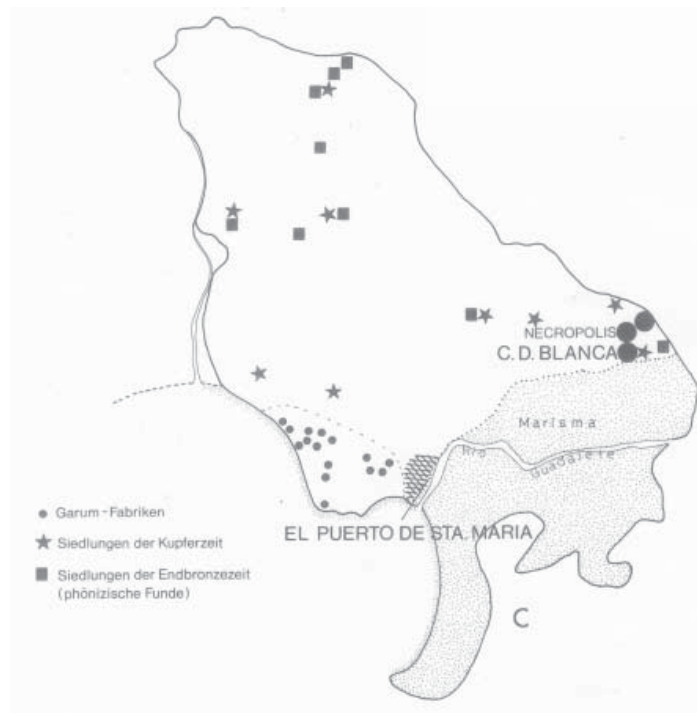 NECROPOLIS
C. D. BLANCA
Marisma
Río
Guadalete
EL PUERTO DE STA. MARIA
C
Garum-Fabriken
Siedlungen der Kupferzeit
Siedlungen der Endbronzezeit
(phönizische Funde)